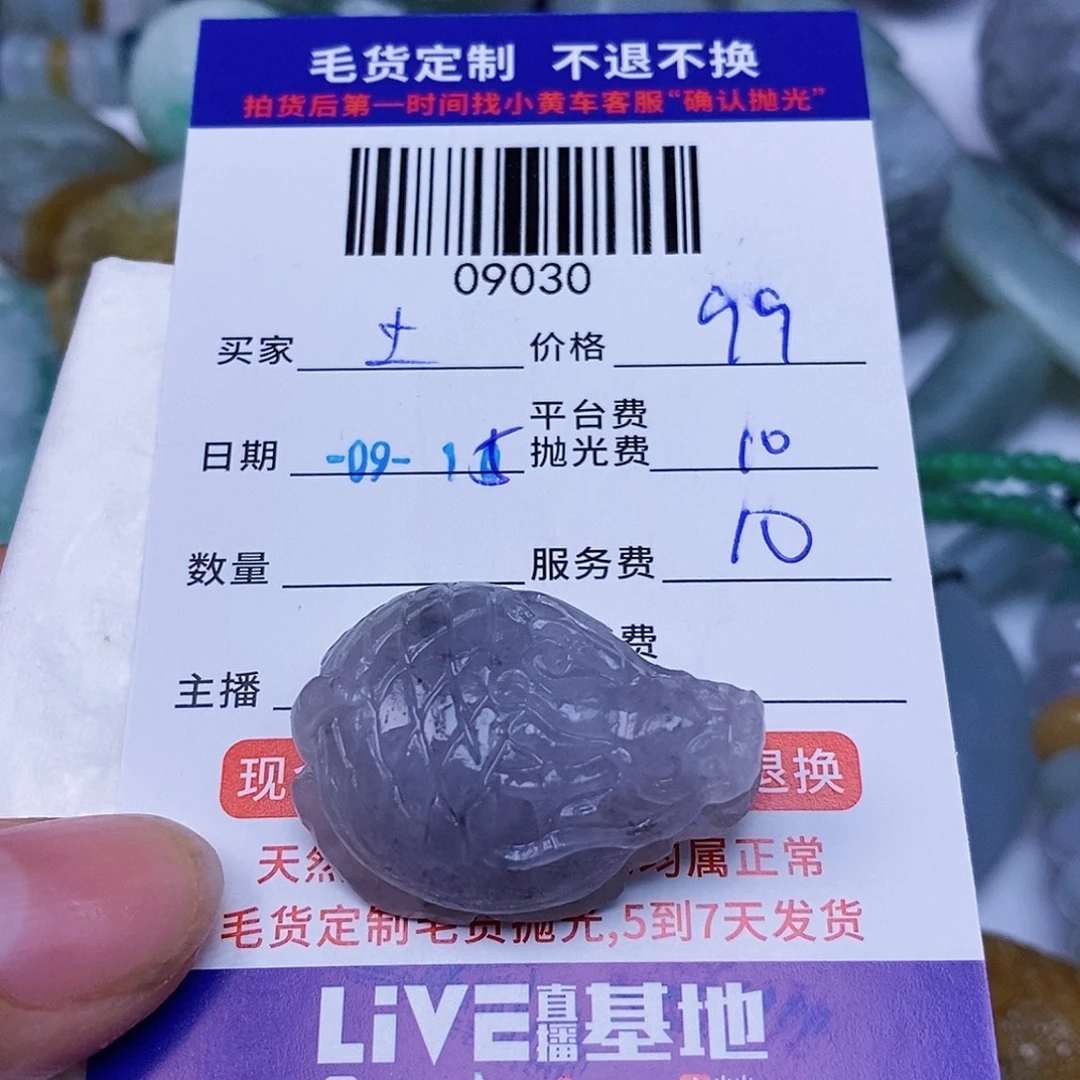 毛货定制 不退不换
拍货后第一时间找小黄车客服“确认抛光”
09030
买家 土 价格 99
平台费
日期 -09- 1 抛光费 10
数量 服务费 10
费
主播
现 退换
天然 均属正常
毛货定制毛货抛光,5到7天发货
LiVE直播基地